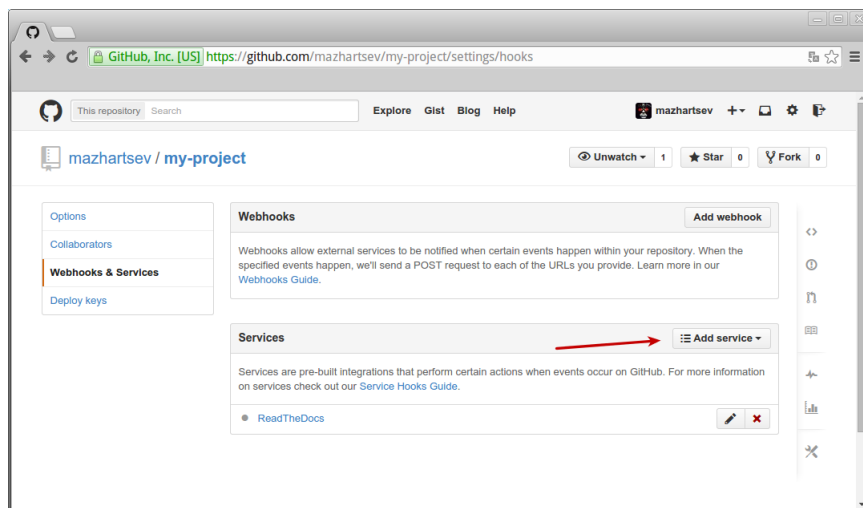 GitHub, Inc. [US] https://github.com/mazhartsev/my-project/settings/hooks
This repository Search Explore Gist Blog Help mazhartsev
mazhartsev / my-project Unwatch 1 Star 0 Fork 0
Options
Collaborators
Webhooks & Services
Deploy keys
Webhooks Add webhook
Webhooks allow external services to be notified when certain events happen within your repository. When the
specified events happen, we'll send a POST request to each of the URLs you provide. Learn more in our
Webhooks Guide.
Services Add service
Services are pre-built integrations that perform certain actions when events occur on GitHub. For more information
on services check out our Service Hooks Guide.
ReadTheDocs